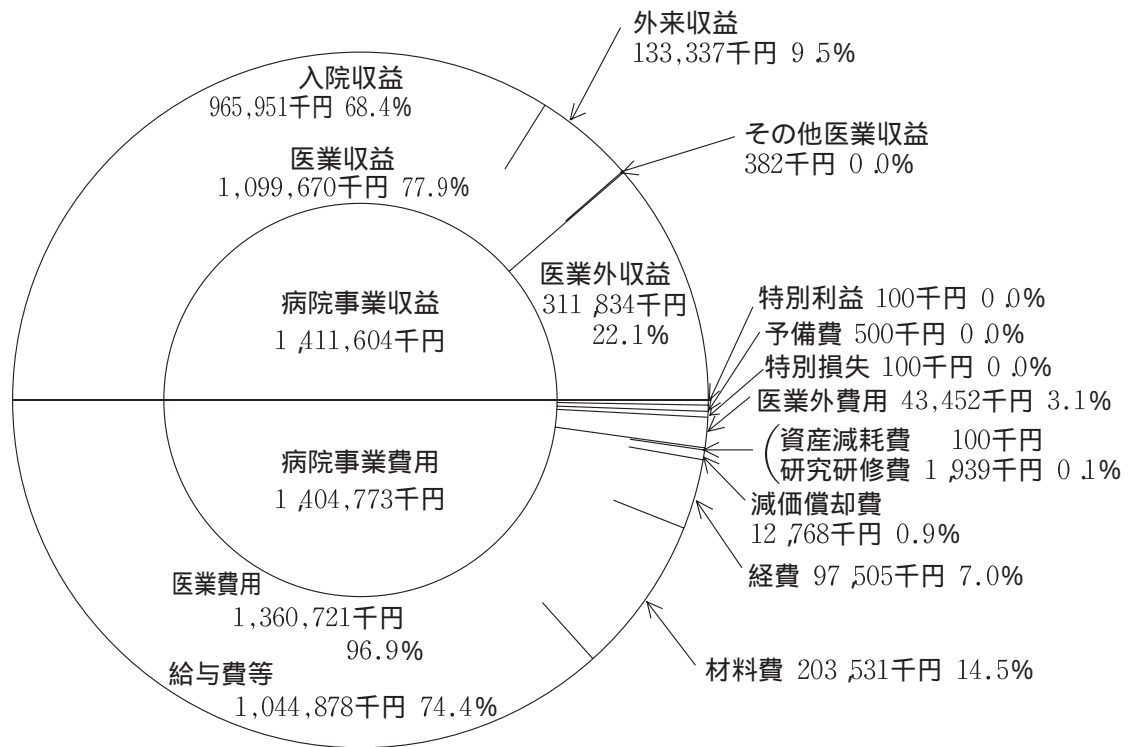 外来収益
133,337千円 9.5%
入院収益
965,951千円 68.4%
その他医業収益
382千円 0.0%
医業収益
1,099,670千円 77.9%
医業外収益
311,834千円
22.1%
病院事業収益
1,411,604千円
特別利益 100千円 0.0%
予備費 500千円 0.0%
特別損失 100千円 0.0%
医業外費用 43,452千円 3.1%
資産減耗費 100千円
研究研修費 1,939千円 0.1%
病院事業費用
1,404,773千円
減価償却費
12,768千円 0.9%
経費 97,505千円 7.0%
医業費用
1,360,721千円
96.9%
材料費 203,531千円 14.5%
給与費等
1,044,878千円 74.4%